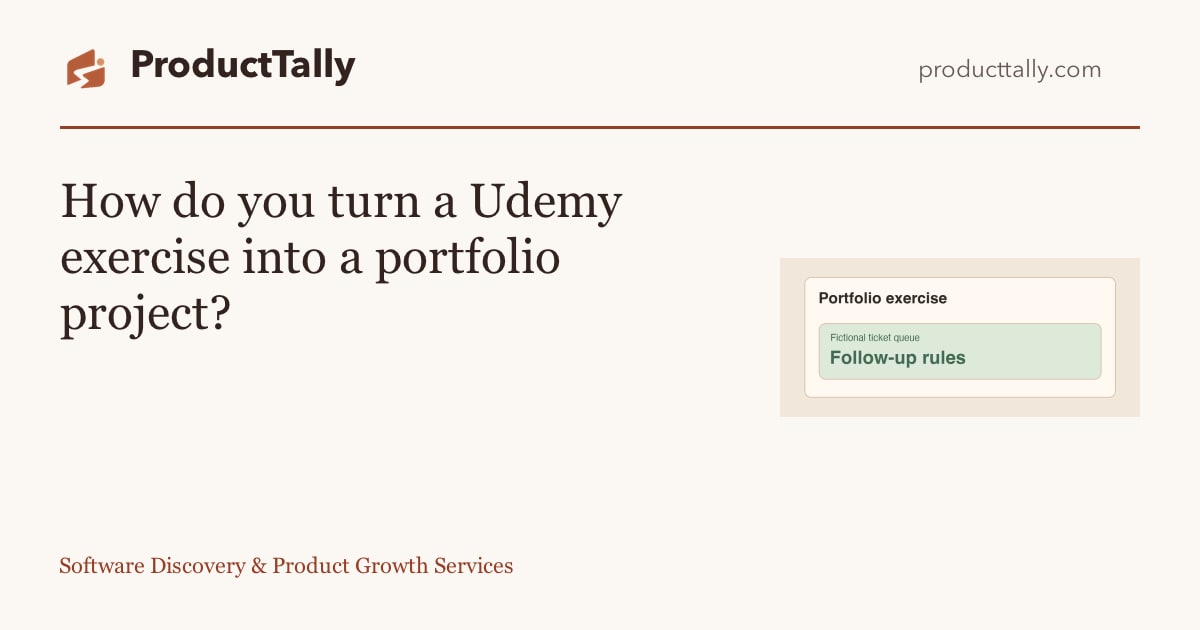 ProductTally
producttally.com
How do you turn a Udemy
exercise into a portfolio
project?
Portfolio exercise
Fictional ticket queue
Follow-up rules
Software Discovery & Product Growth Services